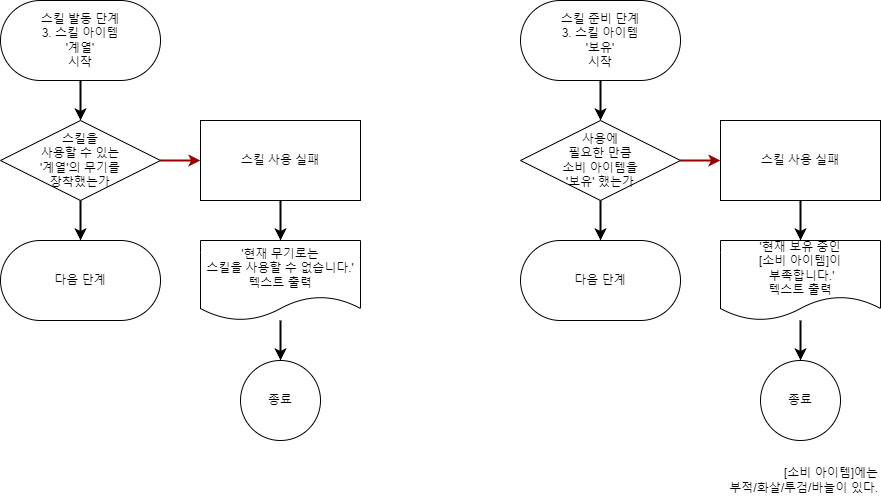 스킬 발동 단계
3. 스킬 아이템
'계열'
시작
스킬을
사용할 수 있는
'계열'의 무기를
장착했는가
스킬 사용 실패
다음 단계
'현재 무기로는
스킬을 사용할 수 없습니다.'
텍스트 출력
종료
스킬 준비 단계
3. 스킬 아이템
'보유'
시작
사용에
필요한 만큼
소비 아이템을
'보유' 했는가
스킬 사용 실패
다음 단계
'현재 보유 중인
[소비 아이템]이
부족합니다.'
텍스트 출력
종료
[소비 아이템]에는
부적/화살/투검/바늘이 있다.